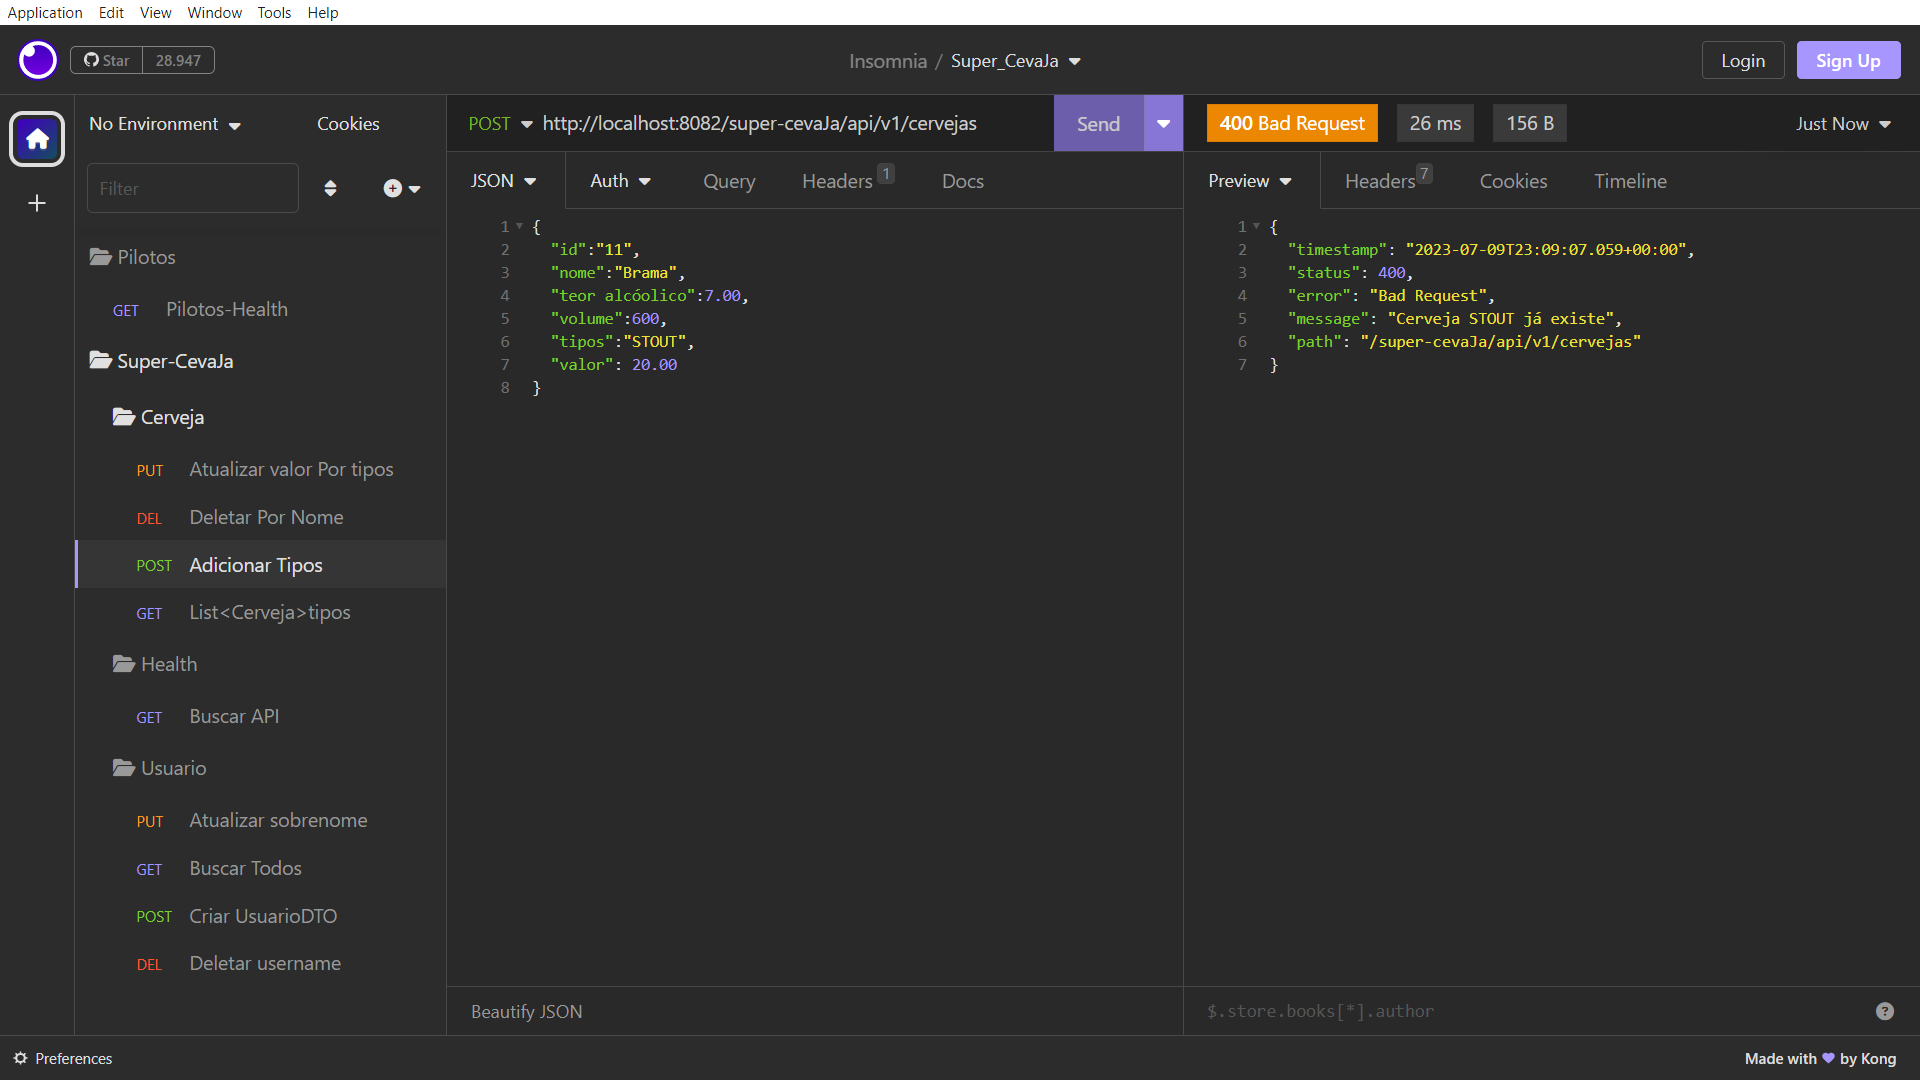 Application Edit View Window Tools Help
Star 28.947
Insomnia / Super_CevaJa
Login Sign Up
No Environment Cookies
Filter
Pilotos
GET Pilotos-Health
Super-CevaJa
Cerveja
PUT Atualizar valor Por tipos
DEL Deletar Por Nome
POST Adicionar Tipos
GET List<Cerveja>tipos
Health
GET Buscar API
Usuario
PUT Atualizar sobrenome
GET Buscar Todos
POST Criar UsuarioDTO
DEL Deletar username
POST http://localhost:8082/super-cevaJa/api/v1/cervejas Send
JSON Auth Query Headers 1 Docs
1 {
2 "id":"11",
3 "nome":"Brama",
4 "teor alcóolico":7.00,
5 "volume":600,
6 "tipos":"STOUT",
7 "valor": 20.00
8 }
Beautify JSON
400 Bad Request 26 ms 156 B Just Now
Preview Headers 7 Cookies Timeline
1 {
2 "timestamp": "2023-07-09T23:09:07.059+00:00",
3 "status": 400,
4 "error": "Bad Request",
5 "message": "Cerveja STOUT já existe",
6 "path": "/super-cevaJa/api/v1/cervejas"
7 }
$.store.books[*].author
Preferences
Made with ♥ by Kong